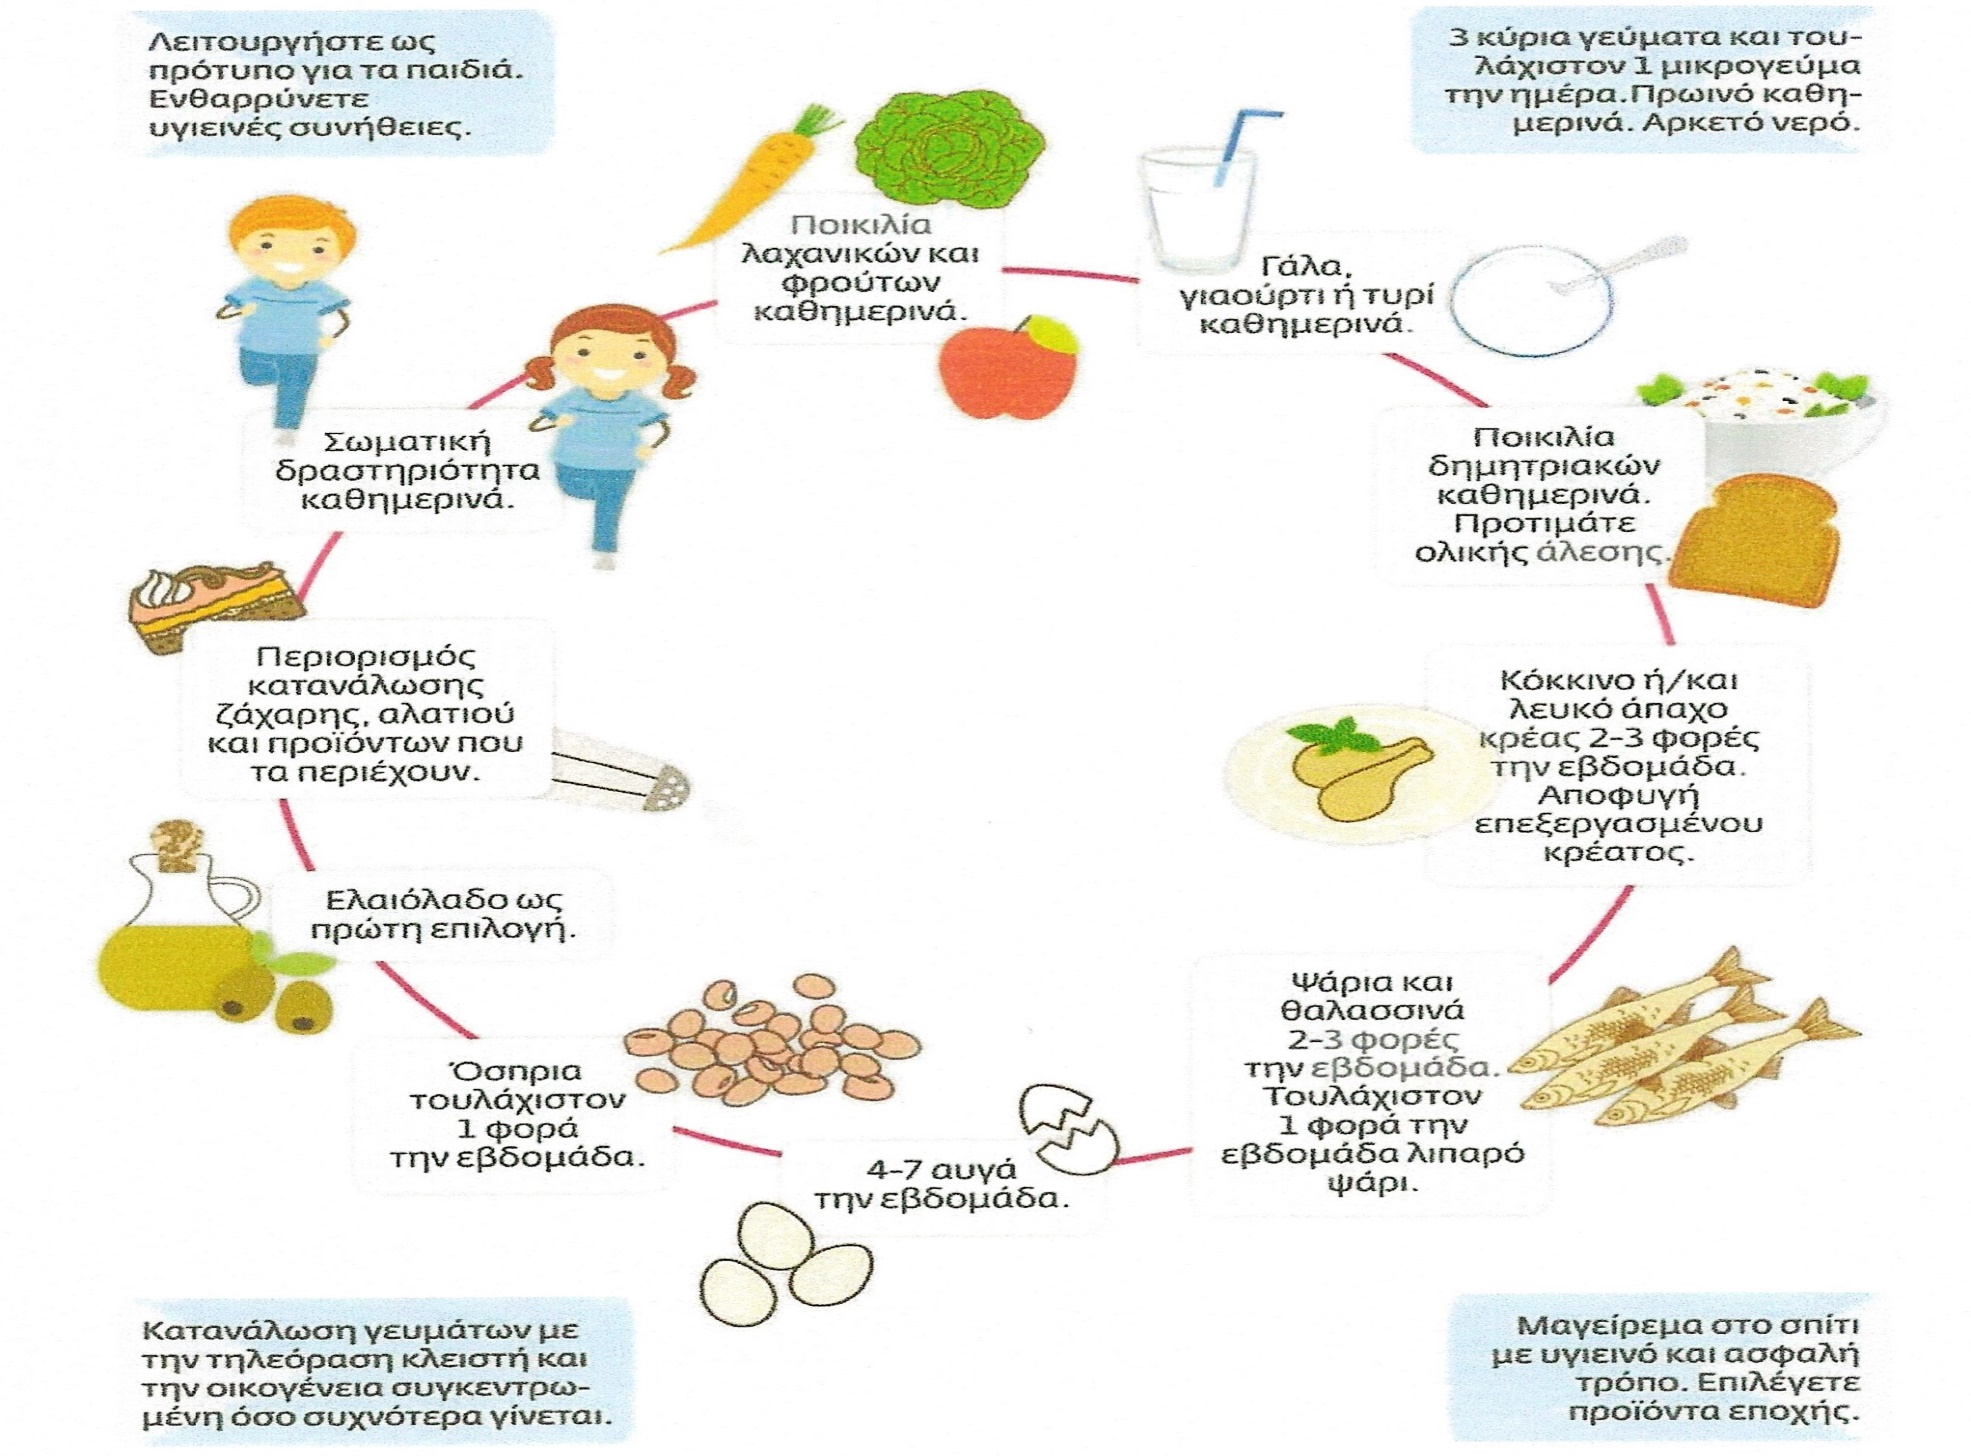 Λειτουργήστε ως
πρότυπο για τα παιδιά.
Ενθαρρύνετε
υγιεινές συνήθειες.
3 κύρια γεύματα και του-
λάχιστον 1 μικρογεύμα
την ημέρα.Πρωινό καθη-
μερινά. Αρκετό νερό.
Ποικιλία
λαχανικών και
φρούτων
καθημερινά.
Γάλα,
γιαούρτι ή τυρί
καθημερινά.
Ποικιλία
δημητριακών
καθημερινά.
Προτιμάτε
ολικής άλεσης.
Κόκκινο ή/και
λευκό άπαχο
κρέας 2-3 φορές
την εβδομάδα.
Αποφυγή
επεξεργασμένου
κρέατος.
Ψάρια και
θαλασσινά
2-3 φορές
την εβδομάδα.
Τουλάχιστον
1 φορά την
εβδομάδα λιπαρό
ψάρι.
4-7 αυγά
την εβδομάδα.
Όσπρια
τουλάχιστον
1 φορά
την εβδομάδα.
Ελαιόλαδο ως
πρώτη επιλογή.
Περιορισμός
κατανάλωσης
ζάχαρης, αλατιού
και προϊόντων που
τα περιέχουν.
Σωματική
δραστηριότητα
καθημερινά.
Κατανάλωση γευμάτων με
την τηλεόραση κλειστή και
την οικογένεια συγκεντρω-
μένη όσο συχνότερα γίνεται.
Μαγείρεμα στο σπίτι
με υγιεινό και ασφαλή
τρόπο. Επιλέγετε
προϊόντα εποχής.